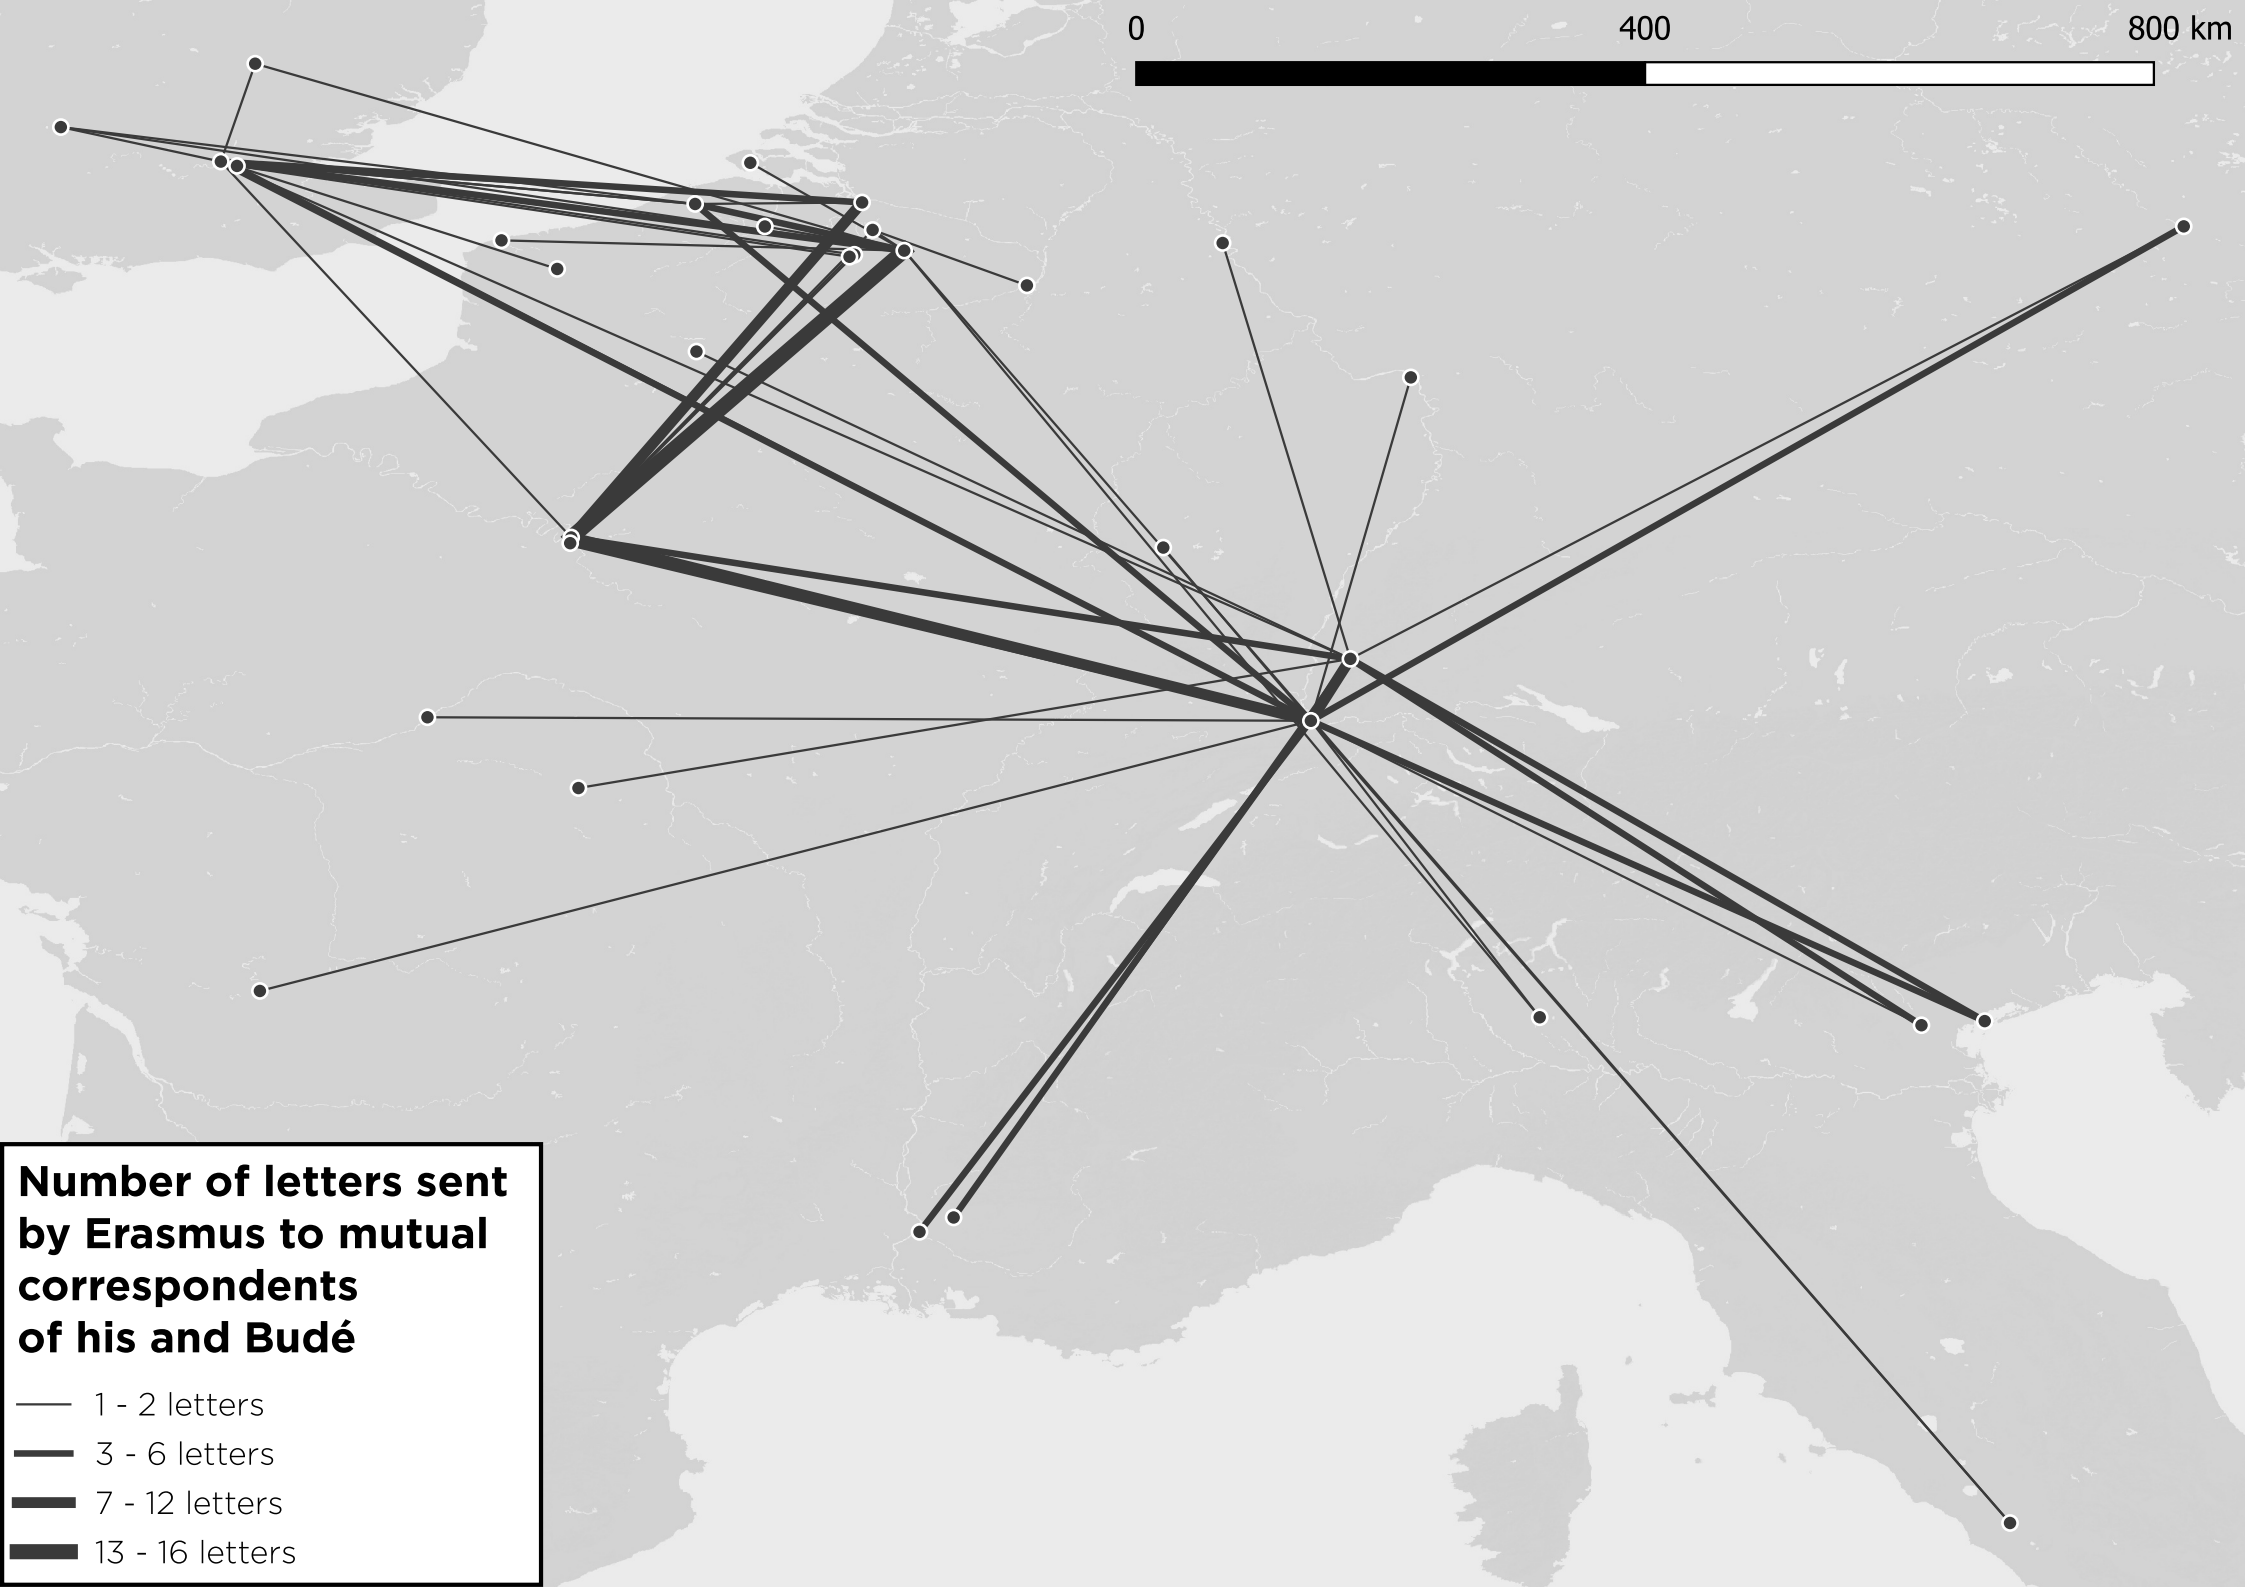 0 400 800 km
Number of letters sent
by Erasmus to mutual
correspondents
of his and Budé
1 - 2 letters
3 - 6 letters
7 - 12 letters
13 - 16 letters